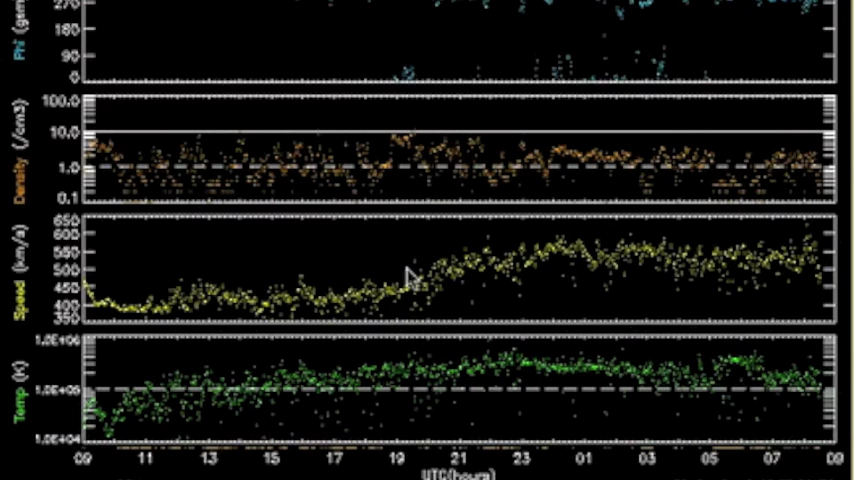 270
180
90
0
Phi (gsm
100.0
10.0
1.0
0.1
Density (/cm3)
650
600
550
500
450
400
350
Speed (km/s)
1.0E+06
1.0E+05
1.0E+04
Temp (K)
09 11 13 15 17 19 21 23 01 03 05 07 09
UTC(hours)